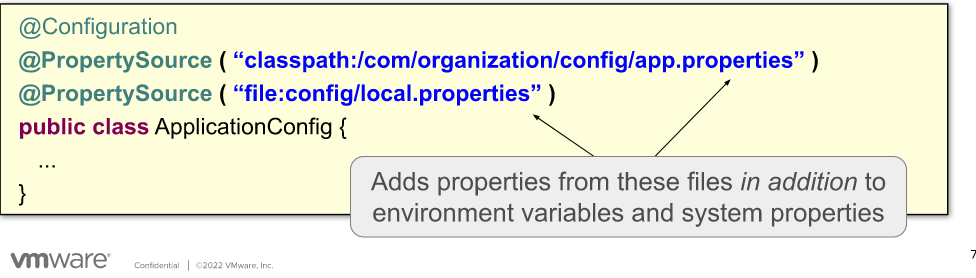 @Configuration
@PropertySource ( “classpath:/com/organization/config/app.properties” )
@PropertySource ( “file:config/local.properties” )
public class ApplicationConfig {
...
}
Adds properties from these files in addition to
environment variables and system properties
vmware® Confidential | ©2022 VMware, Inc. 7